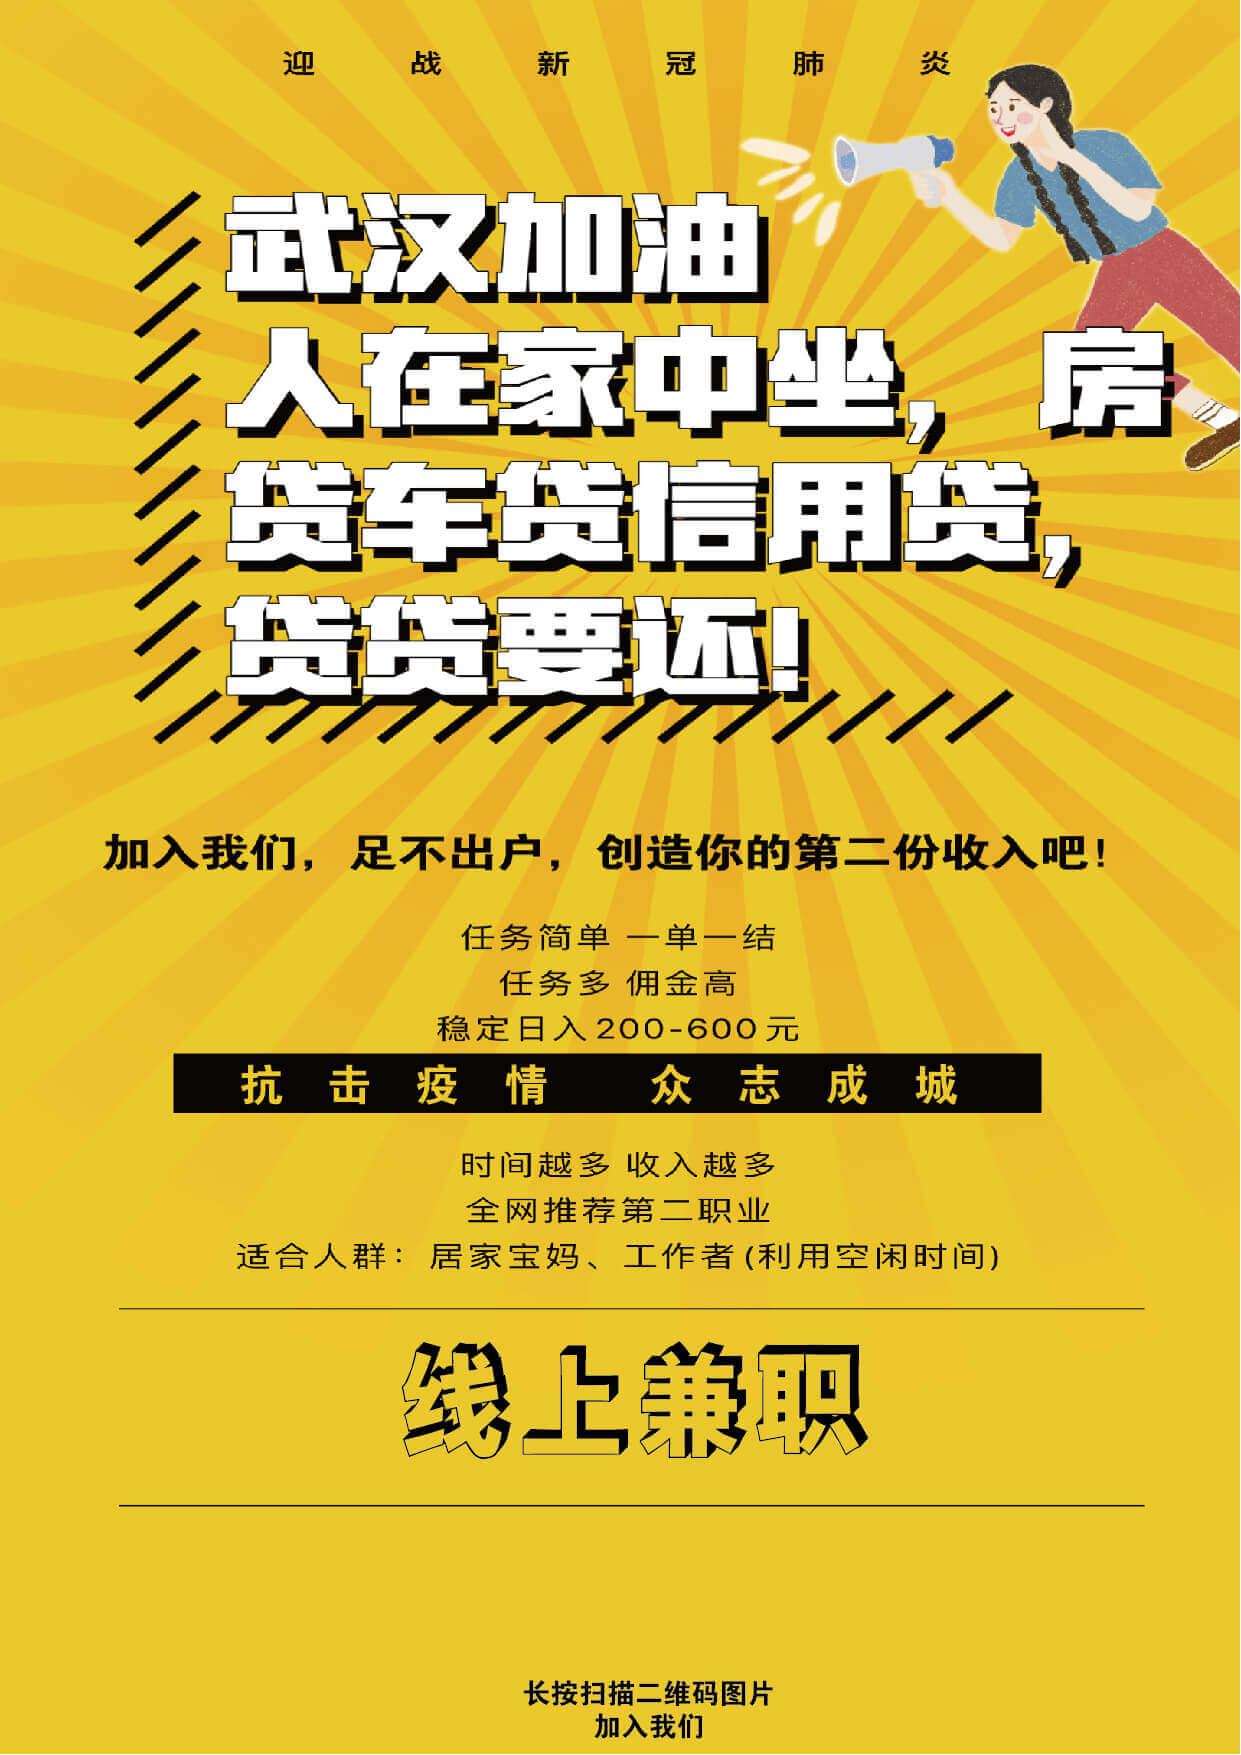 迎战新冠肺炎
武汉加油
人在家中坐，房
贷车贷信用贷，
贷贷要还!
加入我们，足不出户，创造你的第二份收入吧!
任务简单 一单一结
任务多 佣金高
稳定日入200-600元
抗击疫情 众志成城
时间越多 收入越多
全网推荐第二职业
适合人群：居家宝妈、工作者(利用空闲时间)
线上兼职
长按扫描二维码图片
加入我们